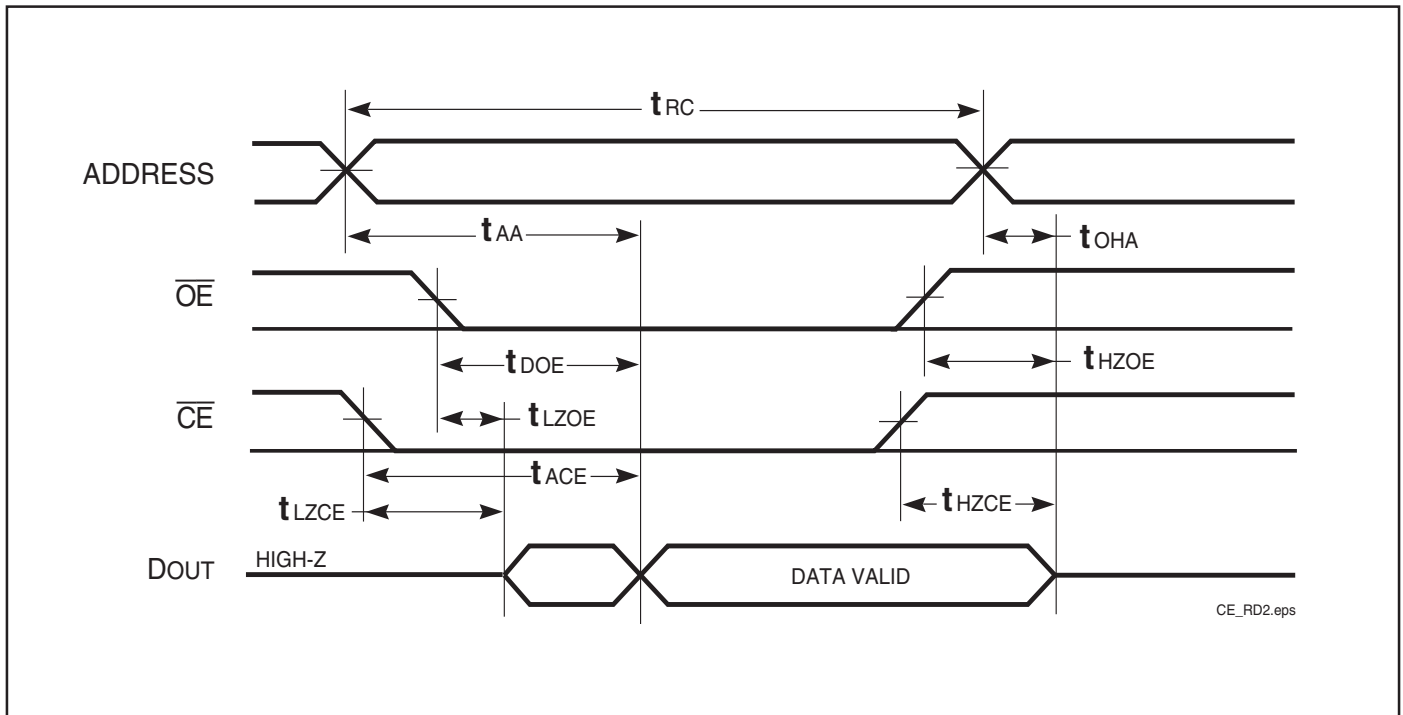 tRC
ADDRESS
tAA
tOHA
OE
tDOE
tHZOE
CE
tLZOE
tACE
tLZCE
tHZCE
DOUT
HIGH-Z
DATA VALID
CE_RD2.eps